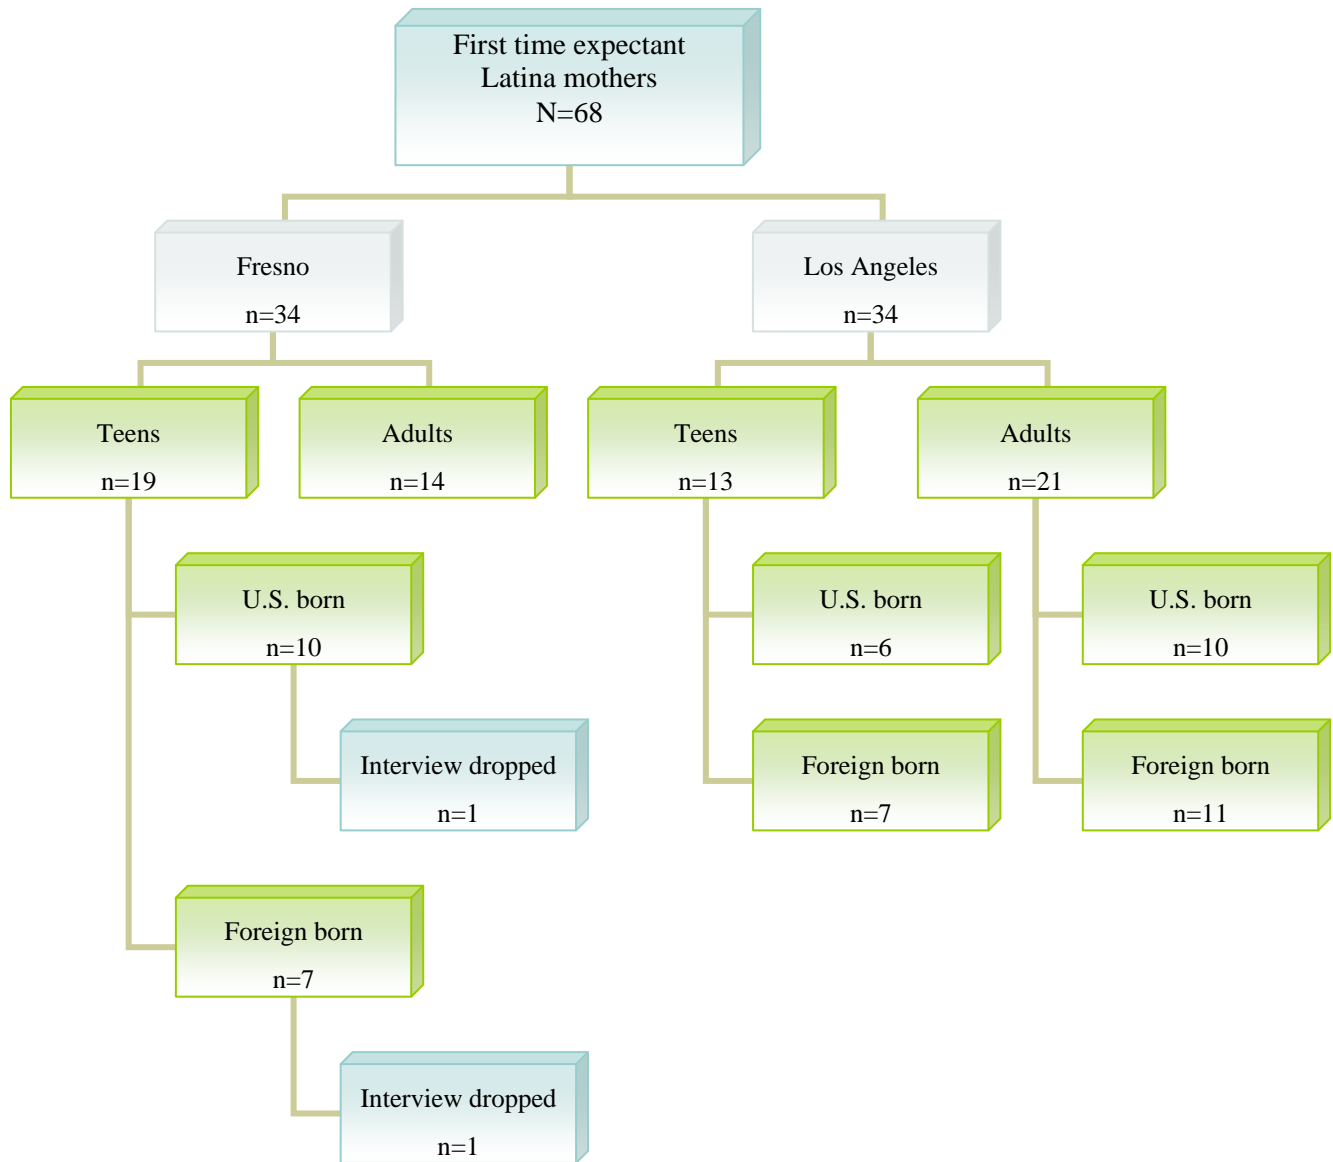 First time expectant
Latina mothers
N=68
Fresno
n=34
Los Angeles
n=34
Teens
n=19
Adults
n=14
Teens
n=13
Adults
n=21
U.S. born
n=10
U.S. born
n=6
U.S. born
n=10
Interview dropped
n=1
Foreign born
n=7
Foreign born
n=11
Foreign born
n=7
Interview dropped
n=1